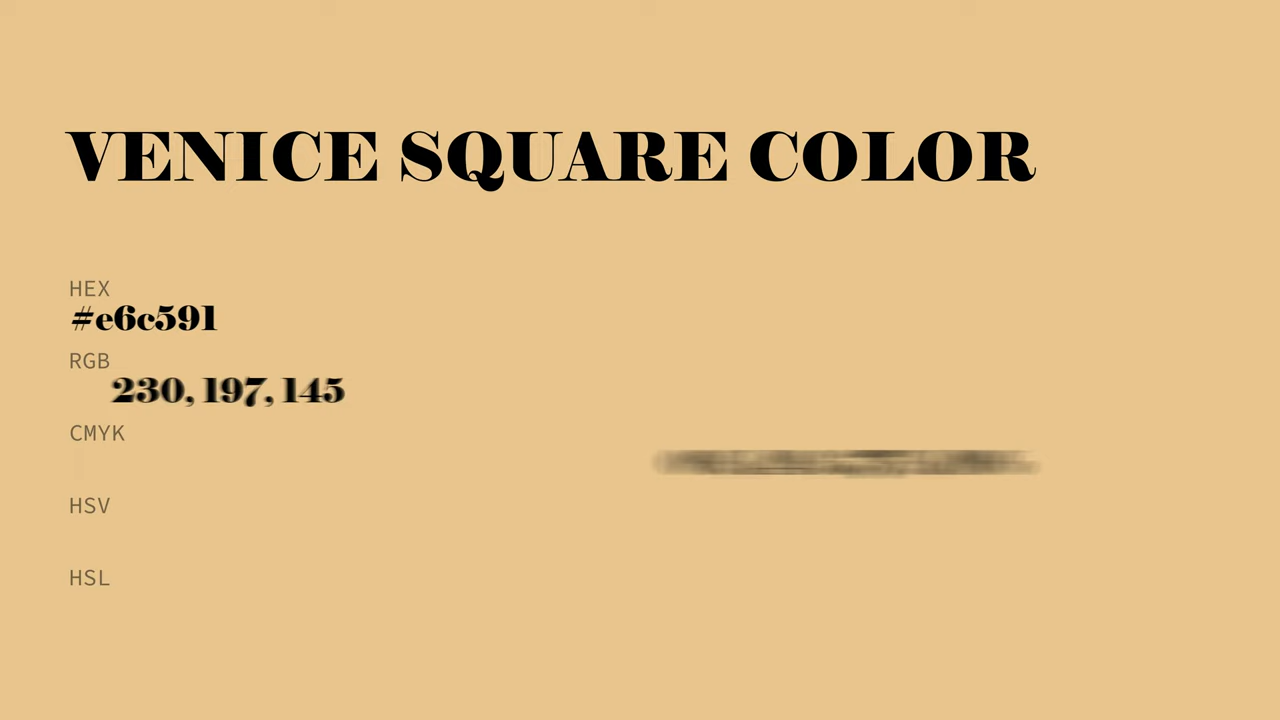 VENICE SQUARE COLOR
HEX
#e6c591
RGB
230, 197, 145
CMYK
HSV
HSL